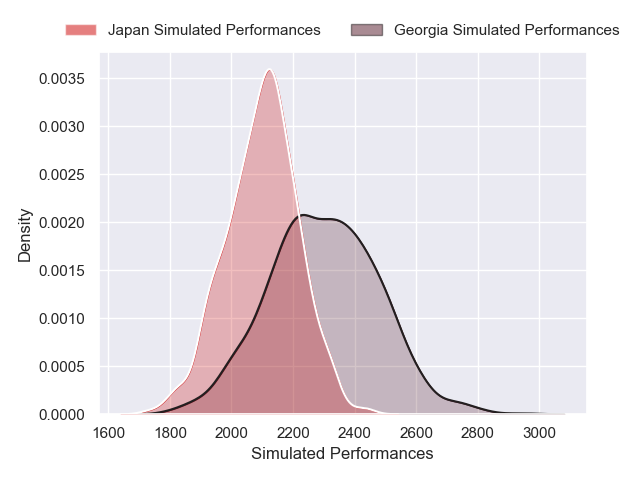 Japan Simulated Performances Georgia Simulated Performances
0.0035
0.0030
0.0025
0.0020
0.0015
0.0010
0.0005
0.0000
Density
1600 1800 2000 2200 2400 2600 2800 3000
Simulated Performances